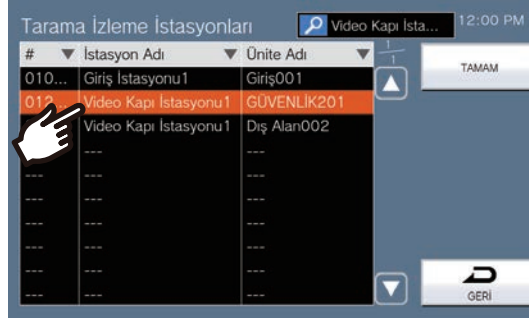 Tarama İzleme İstasyonları
Video Kapı İsta...
12:00 PM
# İstasyon Adı Ünite Adı
1/1
TAMAM
010... Giriş İstasyonu1 Giriş001
012... Video Kapı İstasyonu1 GÜVENLİK201
Video Kapı İstasyonu1 Dış Alan002
--- ---
--- --- ---
--- --- ---
--- --- ---
--- --- ---
--- --- ---
GERİ